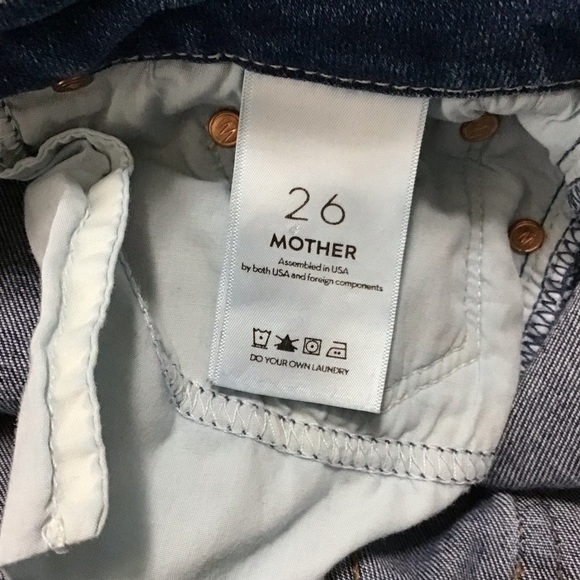 26
MOTHER
Assembled in USA
by both USA and foreign components
DO YOUR OWN LAUNDRY